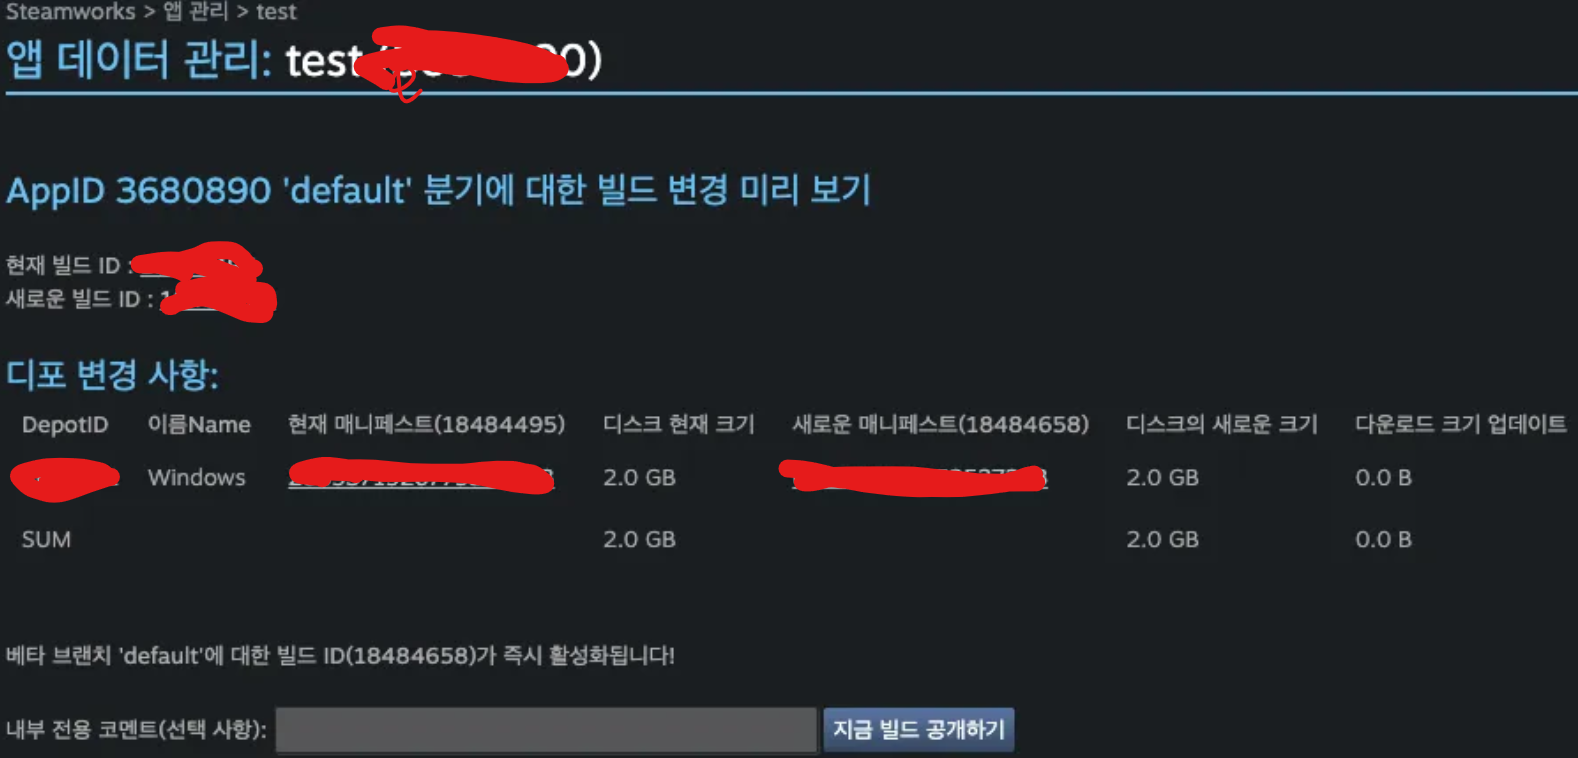 Steamworks > 앱 관리 > test
앱 데이터 관리: test 0)
AppID 3680890 'default' 분기에 대한 빌드 변경 미리 보기
현재 빌드 ID :
새로운 빌드 ID :
디포 변경 사항:
DepotID 이름Name 현재 매니페스트(18484495) 디스크 현재 크기 새로운 매니페스트(18484658) 디스크의 새로운 크기 다운로드 크기 업데이트
Windows 2.0 GB 2.0 GB 0.0 B
SUM 2.0 GB 2.0 GB 0.0 B
베타 브랜치 'default'에 대한 빌드 ID(18484658)가 즉시 활성화됩니다!
내부 전용 코멘트(선택 사항): 지금 빌드 공개하기